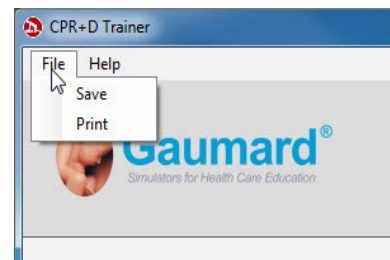 CPR+D Trainer
File Help
Save
Print
Gaumard®
Simulators for Health Care Education